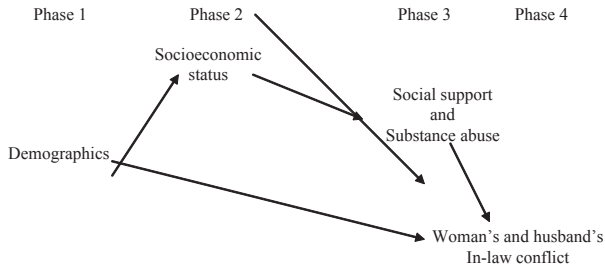 Phase 1 Phase 2 Phase 3 Phase 4
Socioeconomic
status
Social support
and
Substance abuse
Demographics
Woman's and husband's
In-law conflict